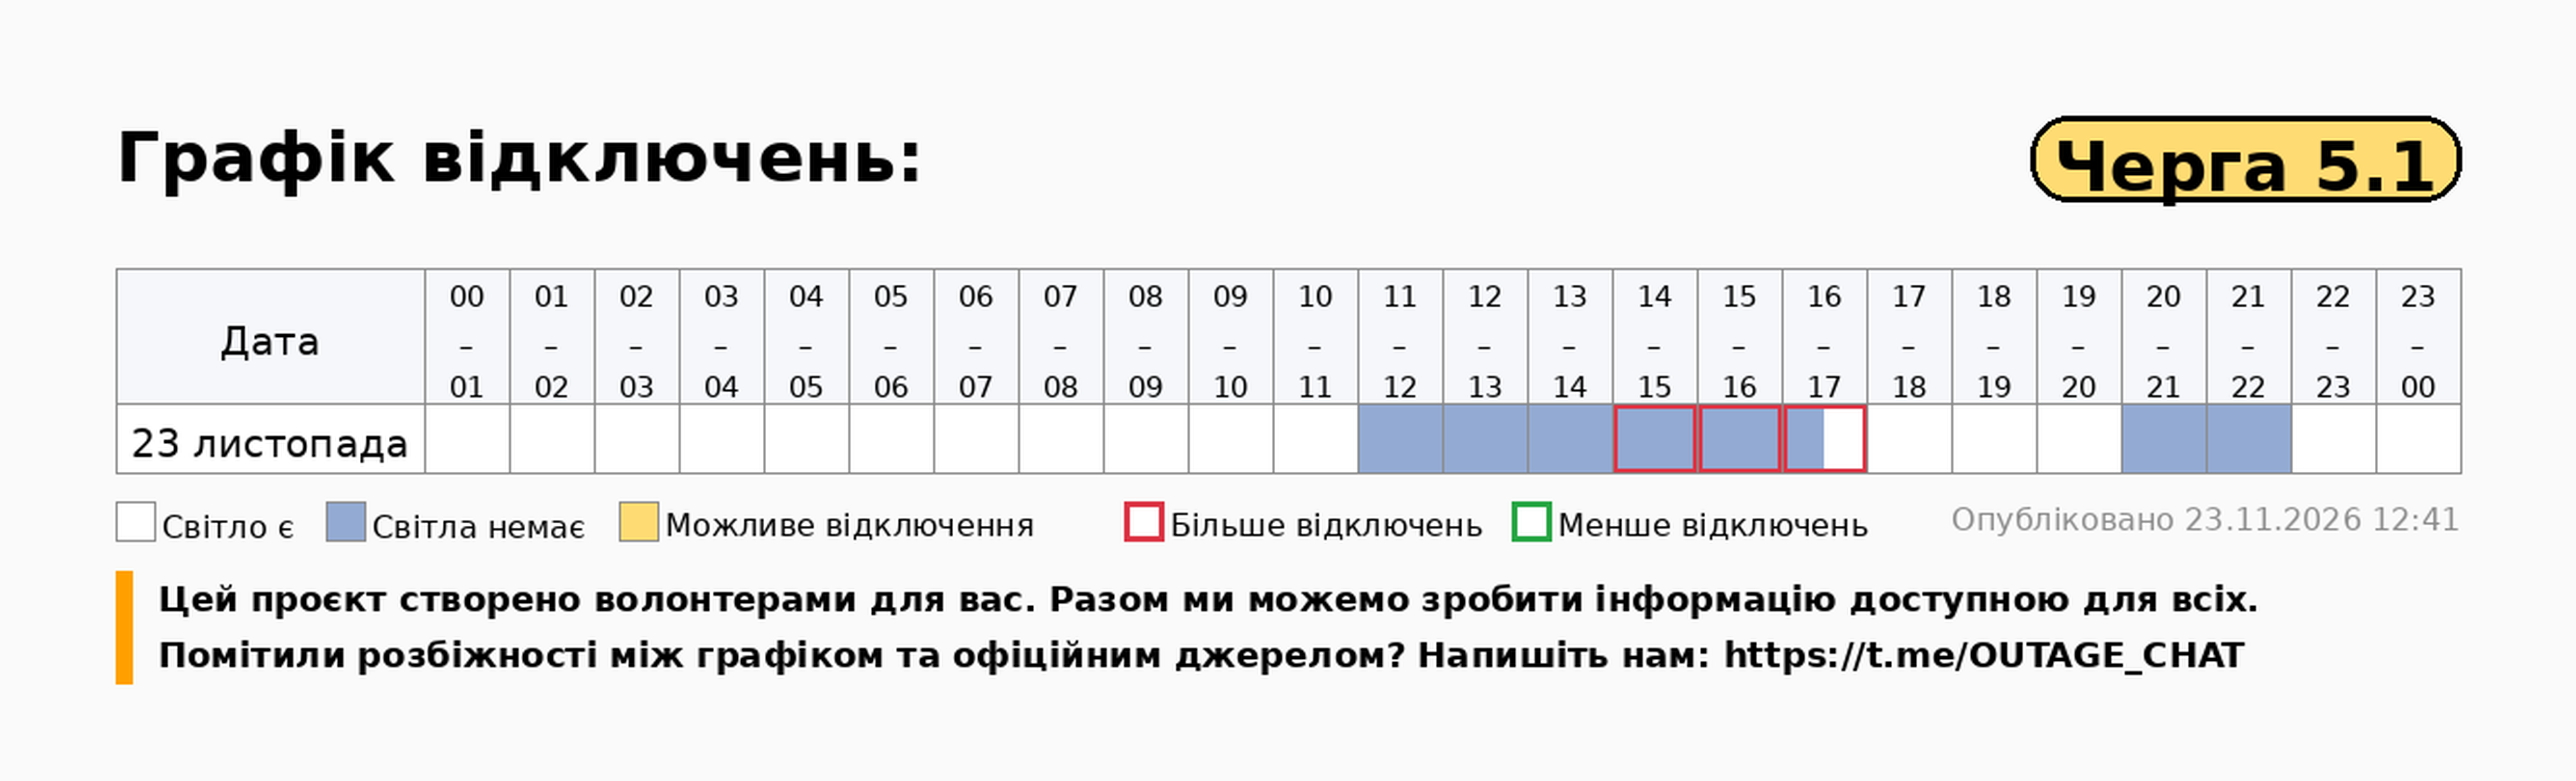 Графік відключень:
Черга 5.1
Дата 00 – 01 01 – 02 02 – 03 03 – 04 04 – 05 05 – 06 06 – 07 07 – 08 08 – 09 09 – 10 10 – 11 11 – 12 12 – 13 13 – 14 14 – 15 15 – 16 16 – 17 17 – 18 18 – 19 19 – 20 20 – 21 21 – 22 22 – 23 23 – 00
23 листопада
Світло є Світла немає Можливе відключення Більше відключень Менше відключень Опубліковано 23.11.2026 12:41
Цей проєкт створено волонтерами для вас. Разом ми можемо зробити інформацію доступною для всіх.
Помітили розбіжності між графіком та офіційним джерелом? Напишіть нам: https://t.me/OUTAGE_CHAT